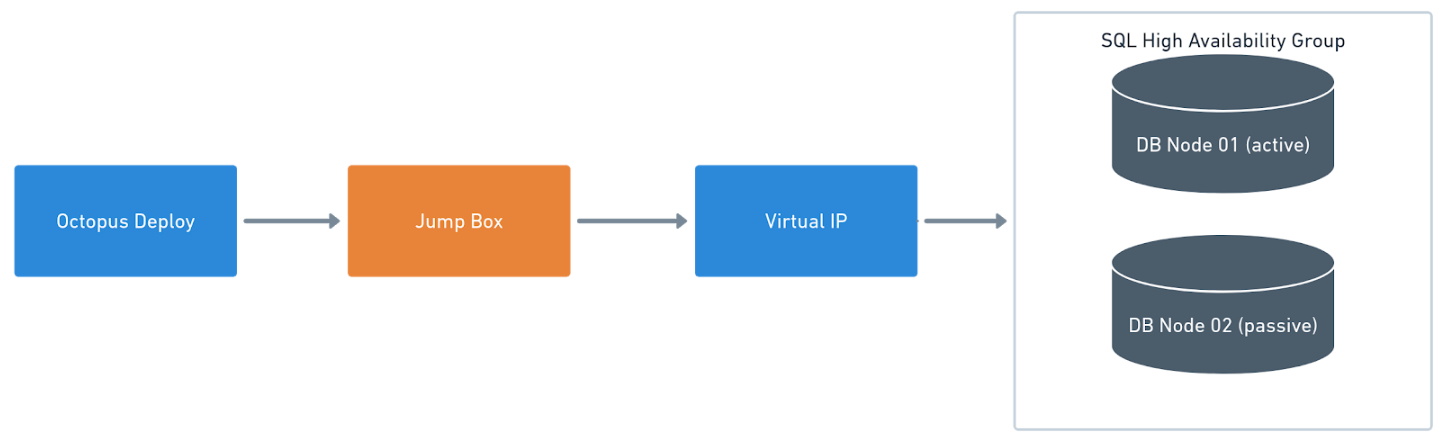 SQL High Availability Group
DB Node 01 (active)
Octopus Deploy
Jump Box
Virtual IP
DB Node 02 (passive)